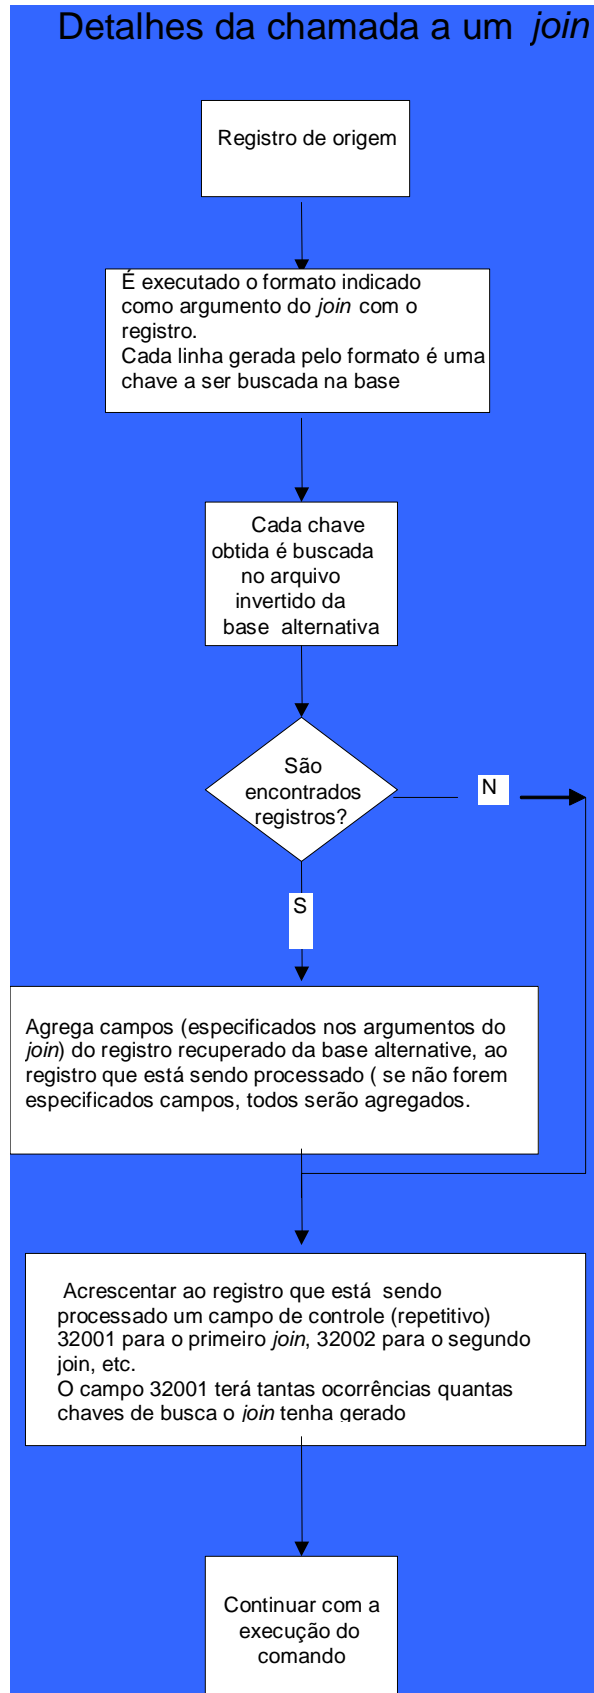 Detalhes da chamada a um join
Registro de origem
É executado o formato indicado
como argumento do join com o
registro.
Cada linha gerada pelo formato é uma
chave a ser buscada na base
Cada chave
obtida é buscada
no arquivo
invertido da
base alternativa
São
encontrados
registros?
N
S
Agrega campos (especificados nos argumentos do
join) do registro recuperado da base alternative, ao
registro que está sendo processado ( se não forem
especificados campos, todos serão agregados.
Acrescentar ao registro que está sendo
processado um campo de controle (repetitivo)
32001 para o primeiro join, 32002 para o segundo
join, etc.
O campo 32001 terá tantas ocorrências quantas
chaves de busca o join tenha gerado
Continuar com a
execução do
comando